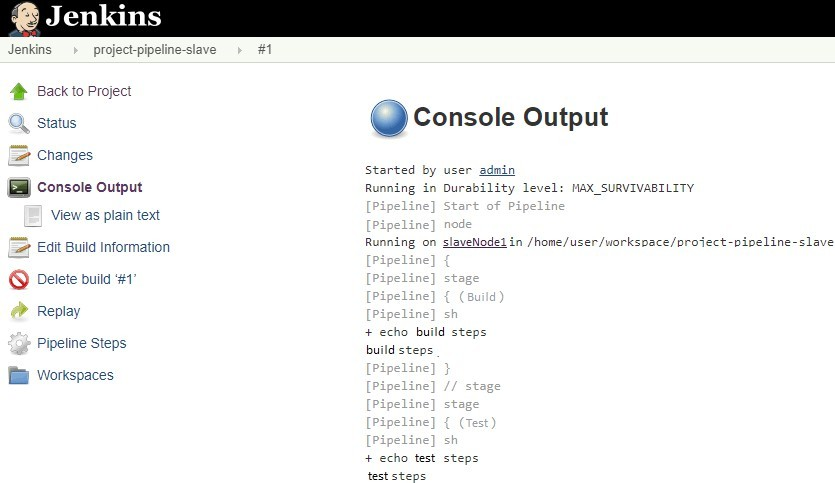 Jenkins
Jenkins
project-pipeline-slave
#1
Back to Project
Status
Changes
Console Output
View as plain text
Edit Build Information
Delete build ‘#1’
Replay
Pipeline Steps
Workspaces
Console Output
Started by user admin
Running in Durability level: MAX_SURVIVABILITY
[Pipeline] Start of Pipeline
[Pipeline] node
Running on slaveNode1 in /home/user/workspace/project-pipeline-slave
[Pipeline] {
[Pipeline] stage
[Pipeline] { (Build)
[Pipeline] sh
+ echo build steps
build steps
[Pipeline] }
[Pipeline] // stage
[Pipeline] stage
[Pipeline] { (Test)
[Pipeline] sh
+ echo test steps
test steps